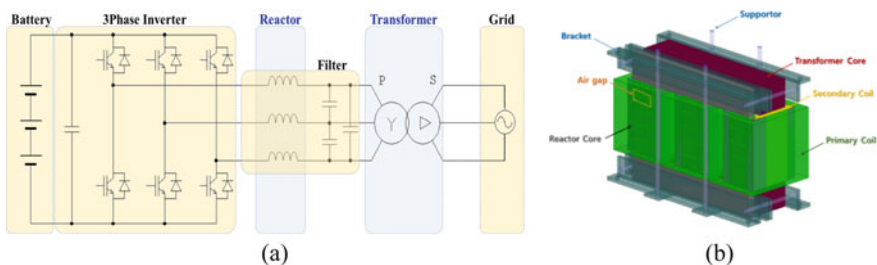 Battery 3Phase Inverter Reactor Transformer Grid
Filter
P S
Y Δ
(a)
Supportor
Bracket
Transformer Core
Air gap
Secondary Coil
Reactor Core
Primary Coil
(b)